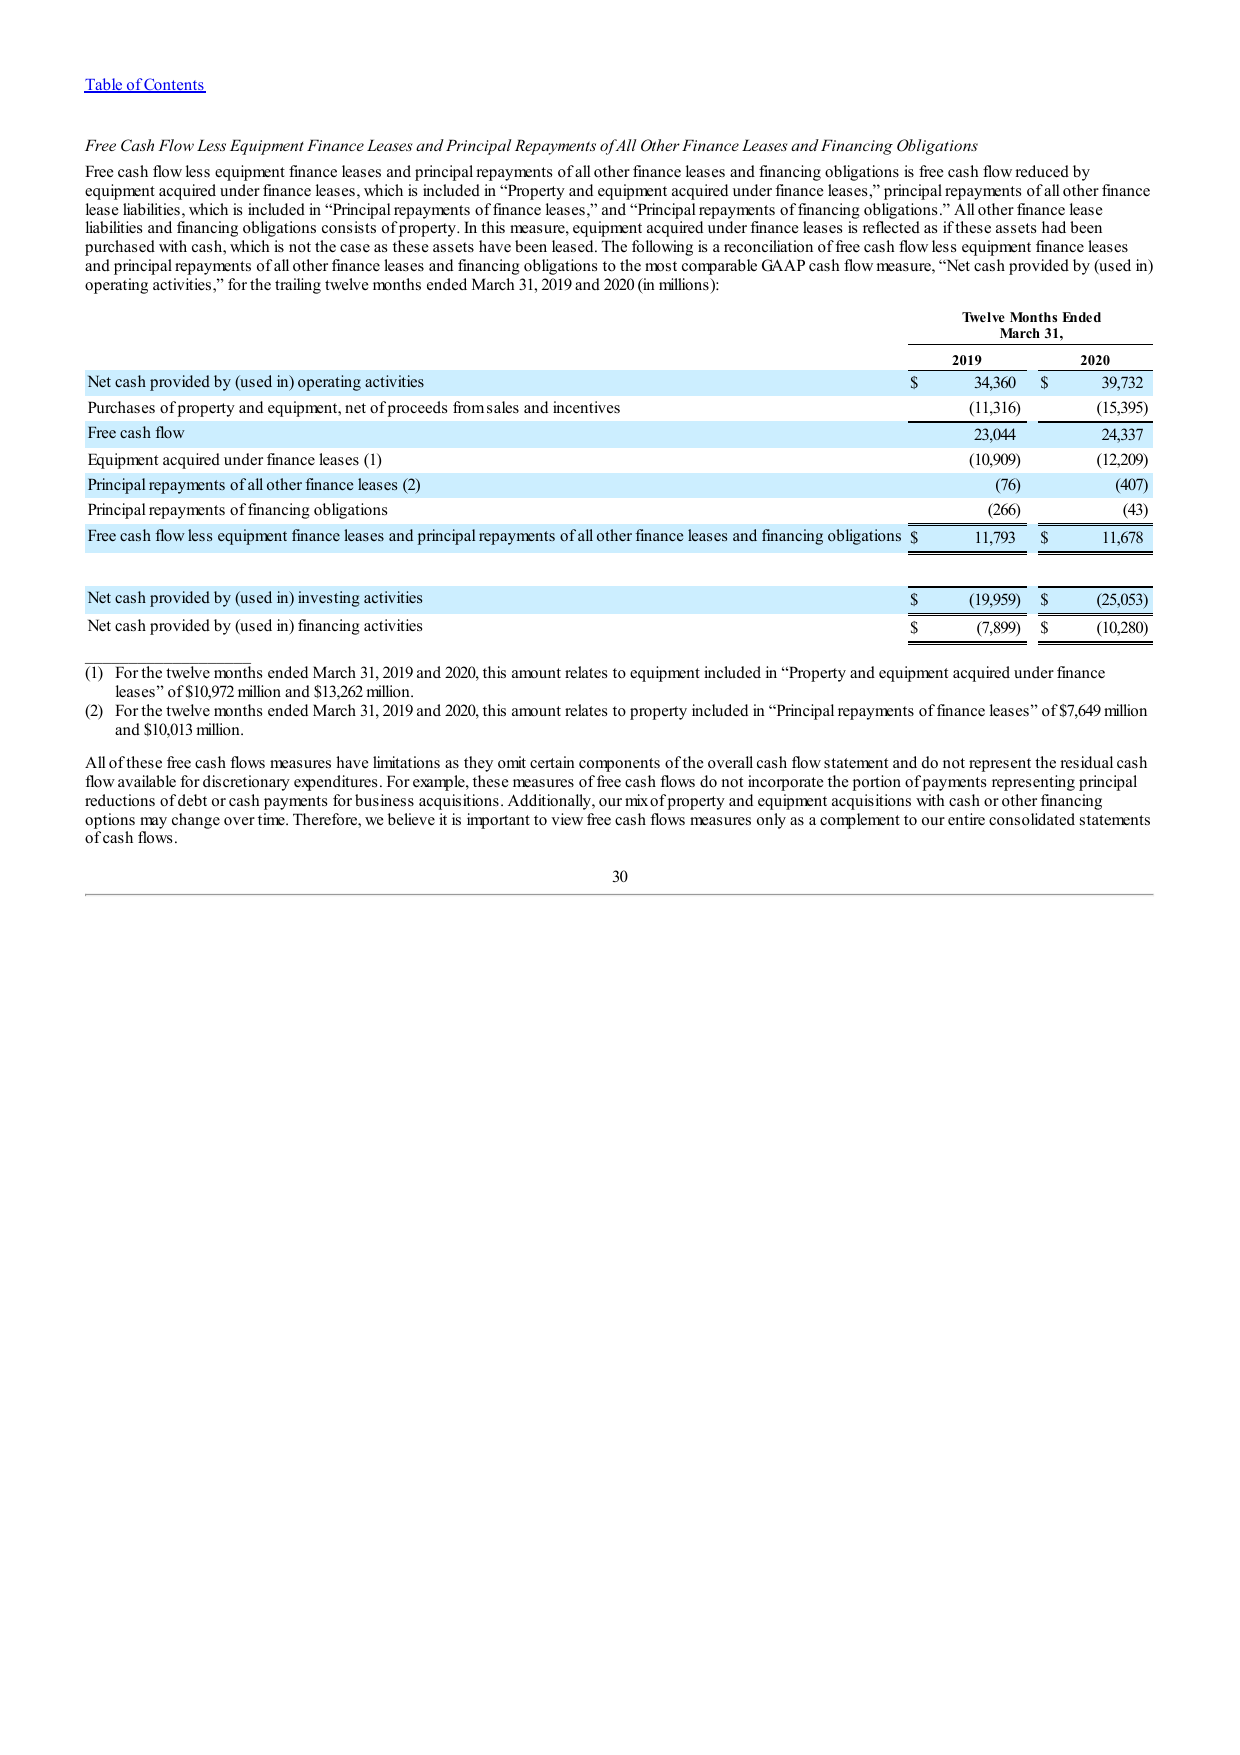 Table of Contents
Free Cash Flow Less Equipment Finance Leases and Principal Repayments of All Other Finance Leases and Financing Obligations
Free cash flow less equipment finance leases and principal repayments of all other finance leases and financing obligations is free cash flow reduced by
equipment acquired under finance leases, which is included in “Property and equipment acquired under finance leases,” principal repayments of all other finance
lease liabilities, which is included in “Principal repayments of finance leases,” and “Principal repayments of financing obligations.” All other finance lease
liabilities and financing obligations consists of property. In this measure, equipment acquired under finance leases is reflected as if these assets had been
purchased with cash, which is not the case as these assets have been leased. The following is a reconciliation of free cash flow less equipment finance leases
and principal repayments of all other finance leases and financing obligations to the most comparable GAAP cash flow measure, “Net cash provided by (used in)
operating activities,” for the trailing twelve months ended March 31, 2019 and 2020 (in millions):
Twelve Months Ended
March 31,
2019 2020
Net cash provided by (used in) operating activities $ 34,360 $ 39,732
Purchases of property and equipment, net of proceeds from sales and incentives (11,316) (15,395)
Free cash flow 23,044 24,337
Equipment acquired under finance leases (1) (10,909) (12,209)
Principal repayments of all other finance leases (2) (76) (407)
Principal repayments of financing obligations (266) (43)
Free cash flow less equipment finance leases and principal repayments of all other finance leases and financing obligations $ 11,793 $ 11,678
Net cash provided by (used in) investing activities $ (19,959) $ (25,053)
Net cash provided by (used in) financing activities $ (7,899) $ (10,280)
(1) For the twelve months ended March 31, 2019 and 2020, this amount relates to equipment included in “Property and equipment acquired under finance
leases” of $10,972 million and $13,262 million.
(2) For the twelve months ended March 31, 2019 and 2020, this amount relates to property included in “Principal repayments of finance leases” of $7,649 million
and $10,013 million.
All of these free cash flows measures have limitations as they omit certain components of the overall cash flow statement and do not represent the residual cash
flow available for discretionary expenditures. For example, these measures of free cash flows do not incorporate the portion of payments representing principal
reductions of debt or cash payments for business acquisitions. Additionally, our mix of property and equipment acquisitions with cash or other financing
options may change over time. Therefore, we believe it is important to view free cash flows measures only as a complement to our entire consolidated statements
of cash flows.
30